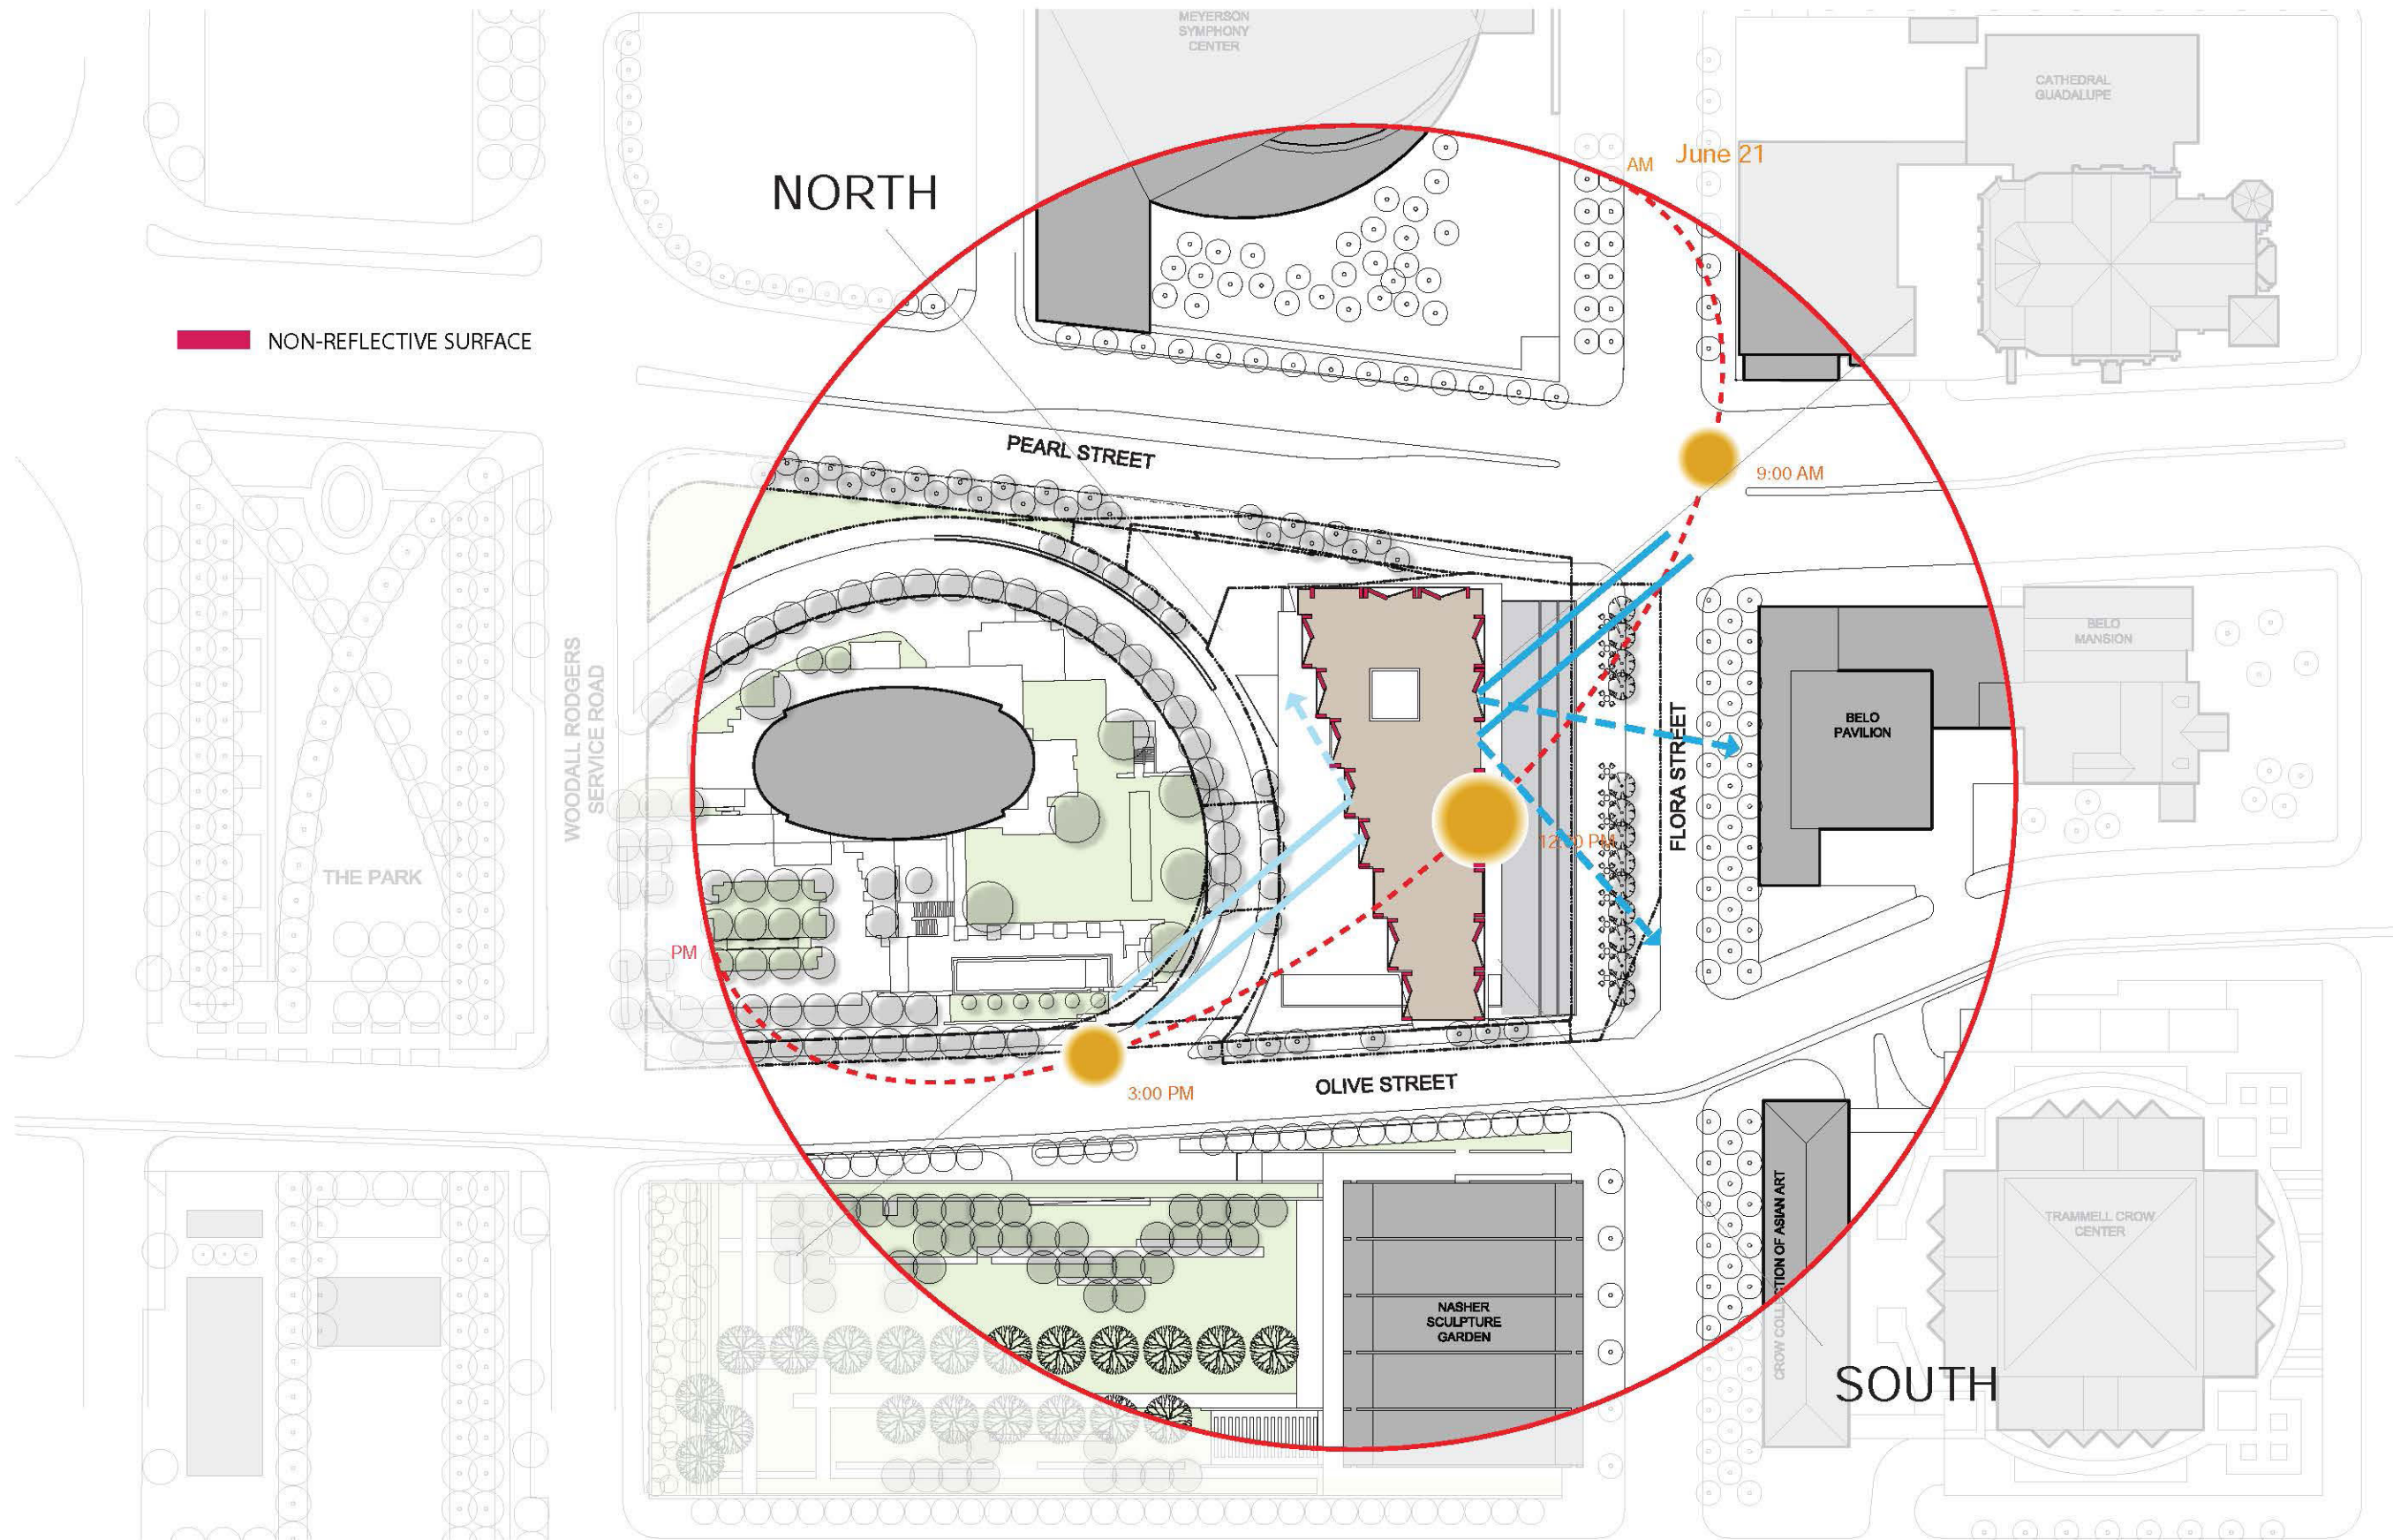 MEYERSON
SYMPHONY
CENTER
CATHEDRAL
GUADALUPE
AM
June 21
NORTH
NON-REFLECTIVE SURFACE
PEARL STREET
9:00 AM
WOODALL RODGERS
SERVICE ROAD
BELO
MANSION
BELO
PAVILION
FLORA STREET
THE PARK
PM
3:00 PM
OLIVE STREET
CROW COLLECTION OF ASIAN ART
TRAMMELL CROW
CENTER
NASHER
SCULPTURE
GARDEN
SOUTH